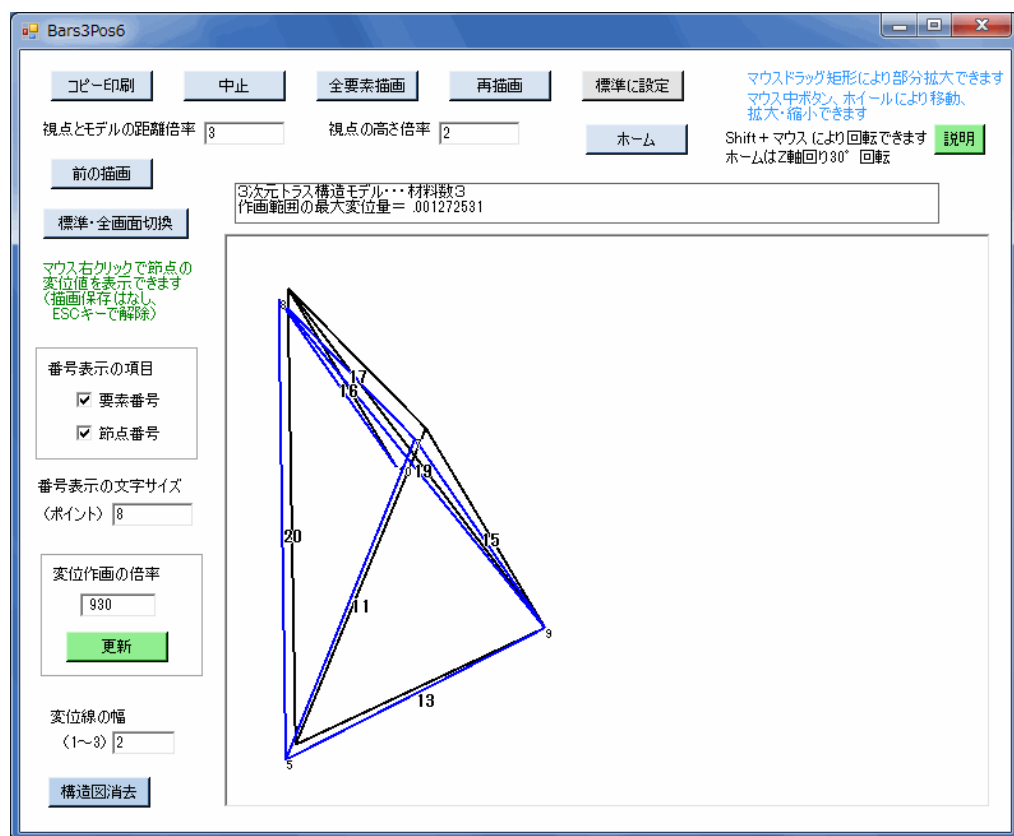 Bars3Pos6
コピー印刷
中止
全要素描画
再描画
標準に設定
マウスドラッグ矩形により部分拡大できます
マウス中ボタン、ホイールにより移動、
拡大・縮小できます
視点とモデルの距離倍率 3
視点の高さ倍率 2
ホーム
Shift+マウスにより回転できます
ホームはZ軸回り30°回転
説明
前の描画
標準・全画面切換
3次元トラス構造モデル・・・材料数3
作画範囲の最大変位量= .001272531
マウス右クリックで節点の
変位値を表示できます
(描画保存はなし、
ESCキーで解除)
番号表示の項目
要素番号
節点番号
番号表示の文字サイズ
(ポイント) 8
変位作画の倍率
930
更新
変位線の幅
(1~3) 2
構造図消去
17
16
19
20
15
11
9
13
5